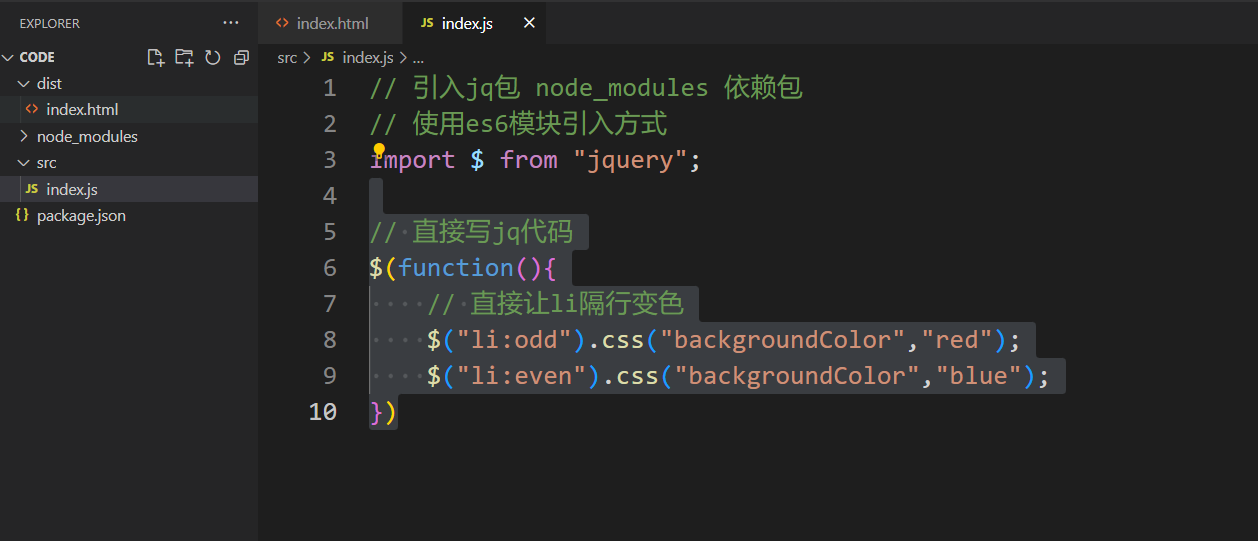 EXPLORER ...
CODE
dist
<> index.html
node_modules
src
JS index.js
{} package.json
<> index.html
JS index.js ×
src > JS index.js > ...
1 // 引入jq包 node_modules 依赖包
2 // 使用es6模块引入方式
3 import $ from "jquery";
4
5 // 直接写jq代码
6 $(function(){
7 // 直接让li隔行变色
8 $("li:odd").css("backgroundColor","red");
9 $("li:even").css("backgroundColor","blue");
10 })